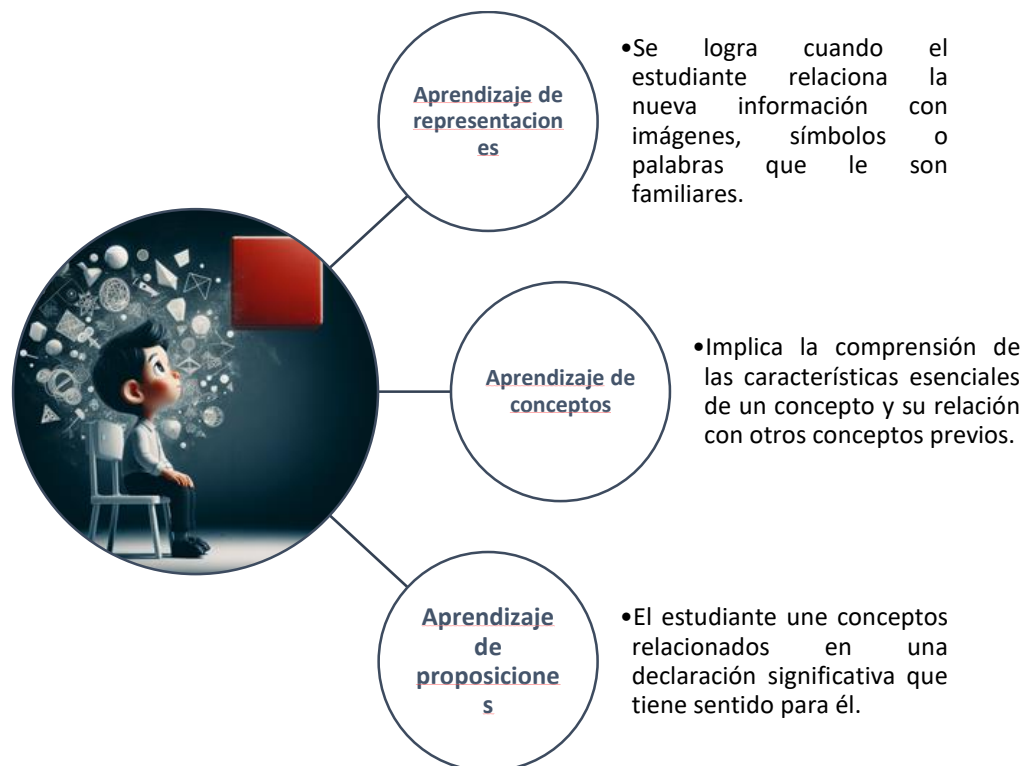 Aprendizaje de
representacion
es
•Se logra cuando el
estudiante relaciona la
nueva información con
imágenes, símbolos o
palabras que le son
familiares.
Aprendizaje de
conceptos
•Implica la comprensión de
las características esenciales
de un concepto y su relación
con otros conceptos previos.
Aprendizaje
de
proposicione
s
•El estudiante une conceptos
relacionados en una
declaración significativa que
tiene sentido para él.